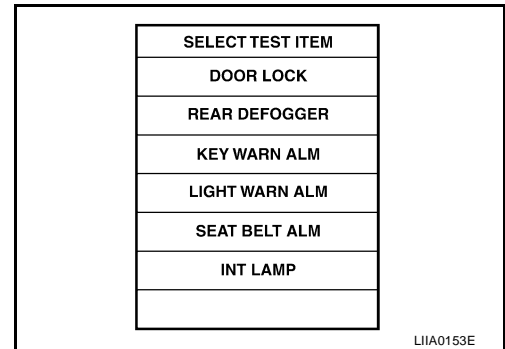 SELECT TEST ITEM
DOOR LOCK
REAR DEFOGGER
KEY WARN ALM
LIGHT WARN ALM
SEAT BELT ALM
INT LAMP
LIIA0153E